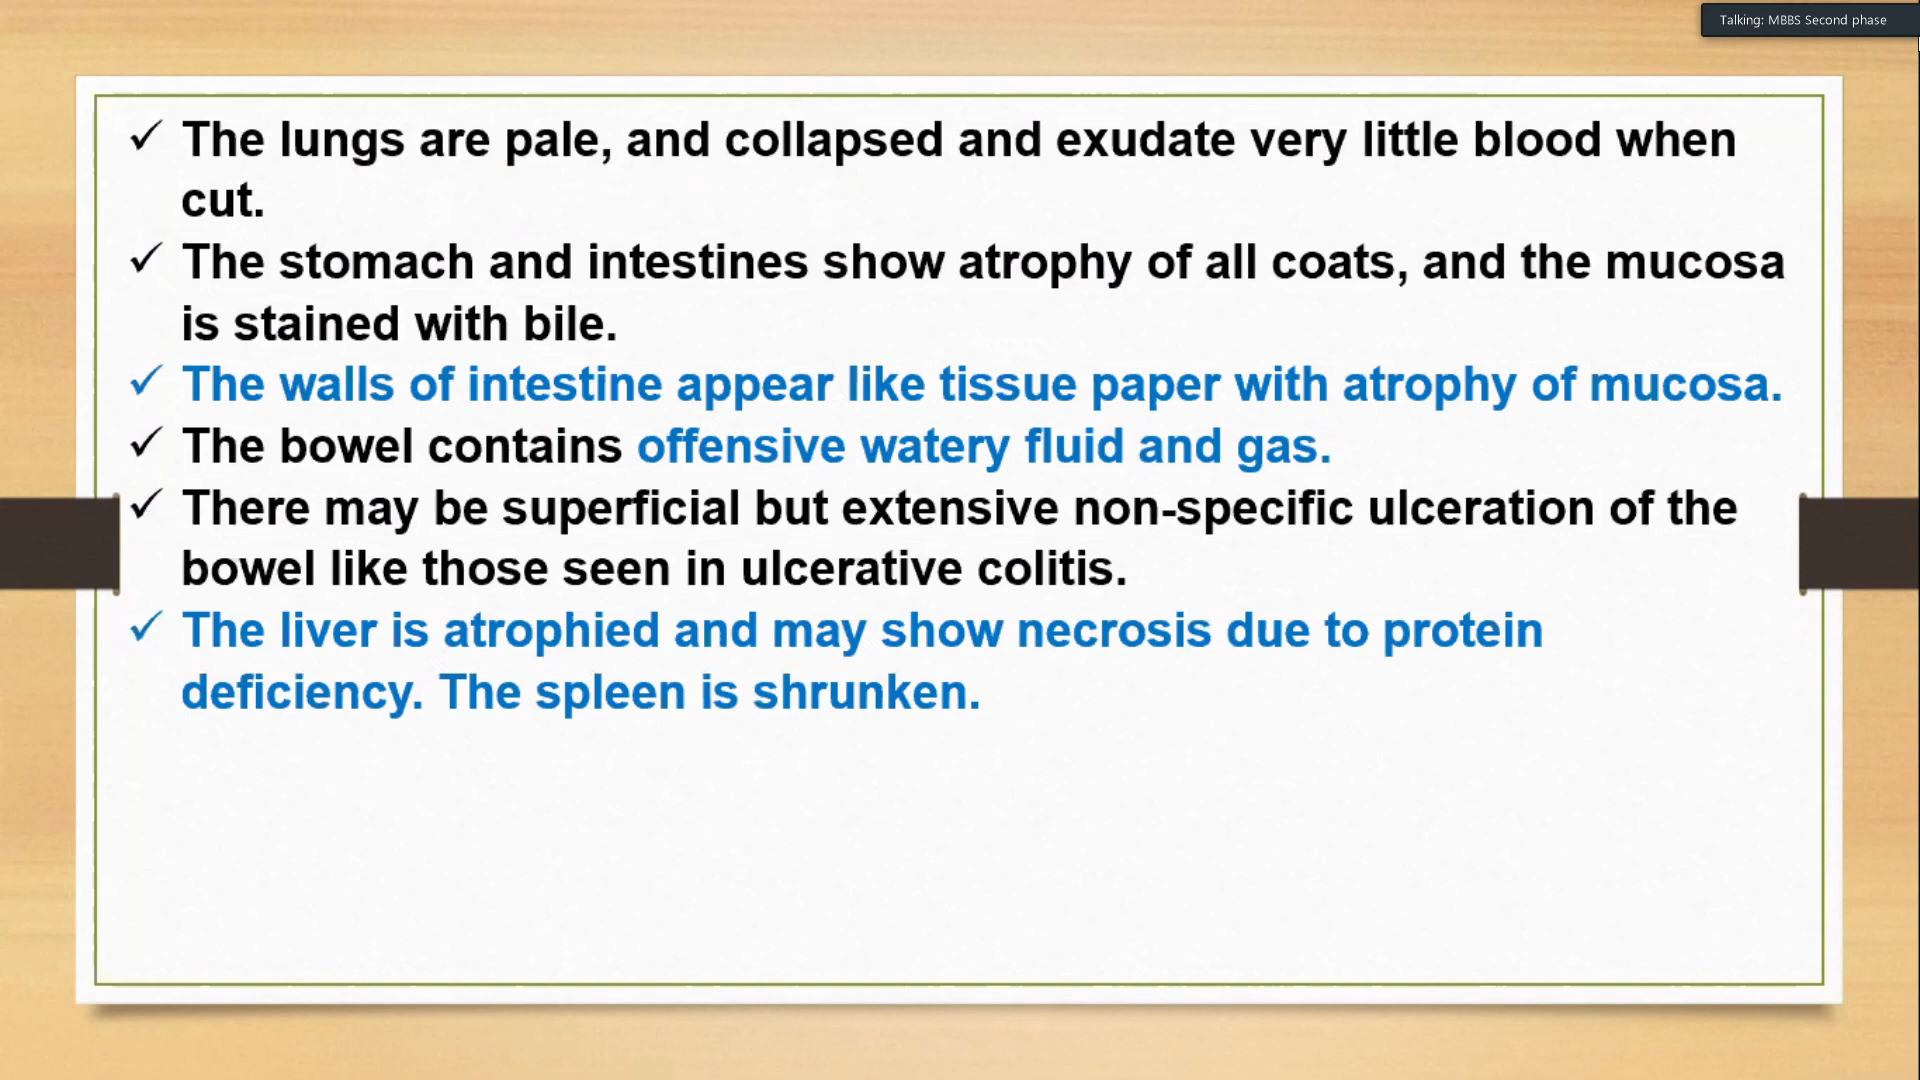 Talking: MBBS Second phase
✓ The lungs are pale, and collapsed and exudate very little blood when
cut.
✓ The stomach and intestines show atrophy of all coats, and the mucosa
is stained with bile.
✓ The walls of intestine appear like tissue paper with atrophy of mucosa.
✓ The bowel contains offensive watery fluid and gas.
✓ There may be superficial but extensive non-specific ulceration of the
bowel like those seen in ulcerative colitis.
✓ The liver is atrophied and may show necrosis due to protein
deficiency. The spleen is shrunken.